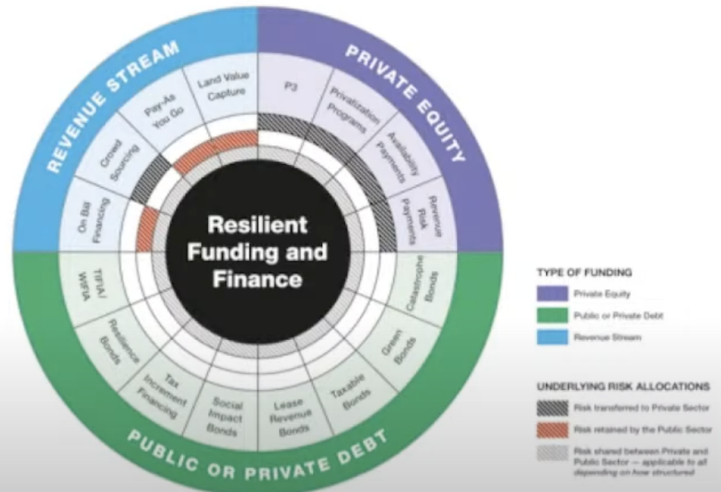 REVENUE STREAM
PRIVATE EQUITY
PUBLIC OR PRIVATE DEBT
On Bill
Financing
Crowd
Sourcing
Pay-As
You Go
Land Value
Capture
P3
Privatization
Programs
Availability
Payments
Revenue
Risk
Payments
Catastrophe
Bonds
Green
Bonds
Taxable
Bonds
Lease
Revenue
Bonds
Social
Impact
Bonds
Tax
Increment
Financing
Resilience
Bonds
TIFIA/
WIFIA
Resilient
Funding and
Finance
TYPE OF FUNDING
Private Equity
Public or Private Debt
Revenue Stream
UNDERLYING RISK ALLOCATIONS
Risk transferred to Private Sector
Risk retained by the Public Sector
Risk shared between Private and
Public Sector — applicable to all
depending on how structured